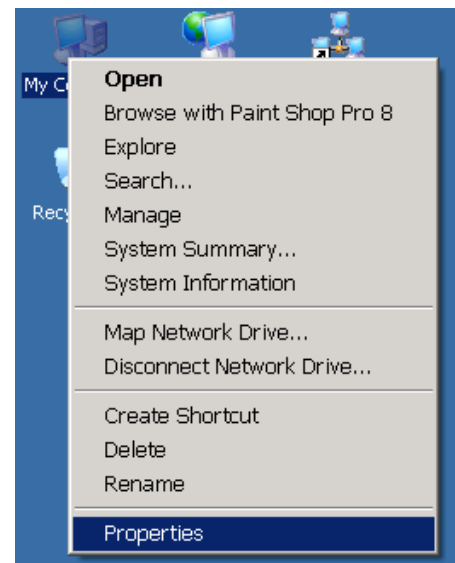 My C
Recy
Open
Browse with Paint Shop Pro 8
Explore
Search...
Manage
System Summary...
System Information
Map Network Drive...
Disconnect Network Drive...
Create Shortcut
Delete
Rename
Properties